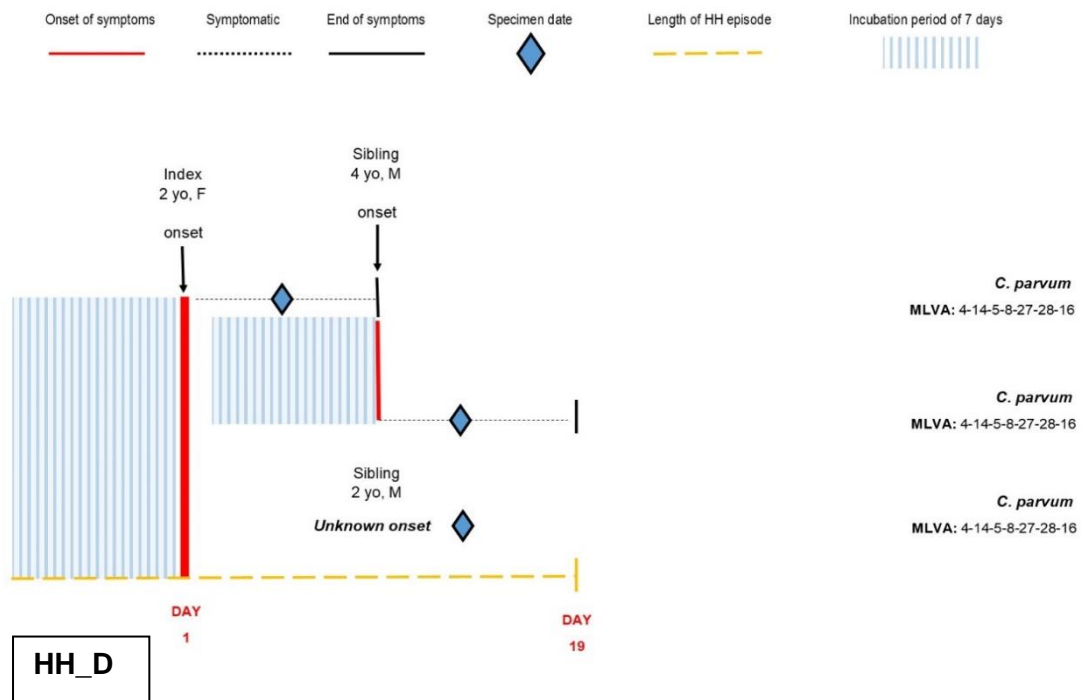 Onset of symptoms
Symptomatic
End of symptoms
Specimen date
Length of HH episode
Incubation period of 7 days
Sibling
4 yo, M
onset
Index
2 yo, F
onset
C. parvum
MLVA: 4-14-5-8-27-28-16
C. parvum
MLVA: 4-14-5-8-27-28-16
Sibling
2 yo, M
Unknown onset
C. parvum
MLVA: 4-14-5-8-27-28-16
DAY
1
DAY
19
HH_D